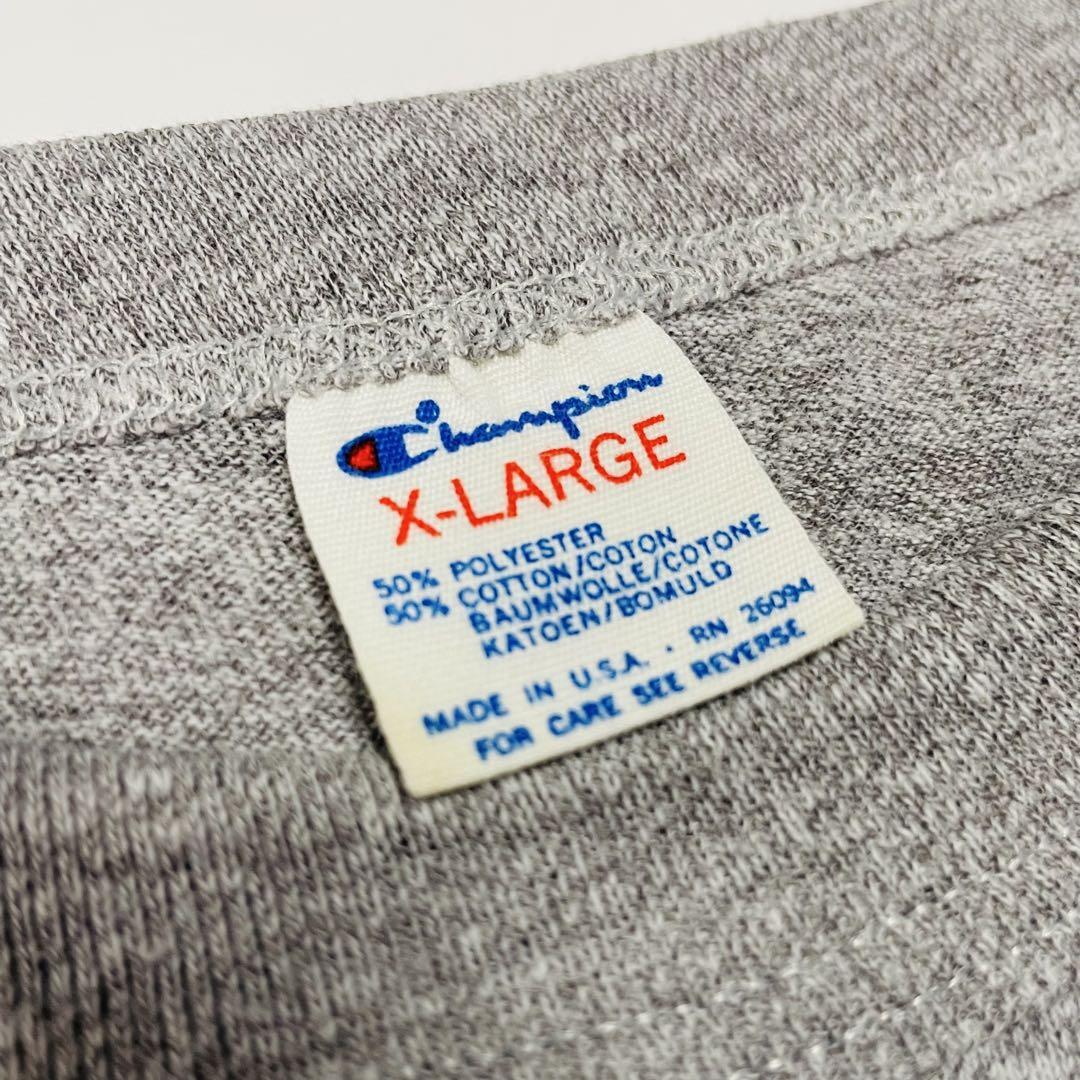 Champion
X-LARGE
50% POLYESTER
50% COTTON/COTON
BAUMWOLLE/COTONE
KATOEN/BOMULD
MADE IN U.S.A. . RN 26094
FOR CARE SEE REVERSE